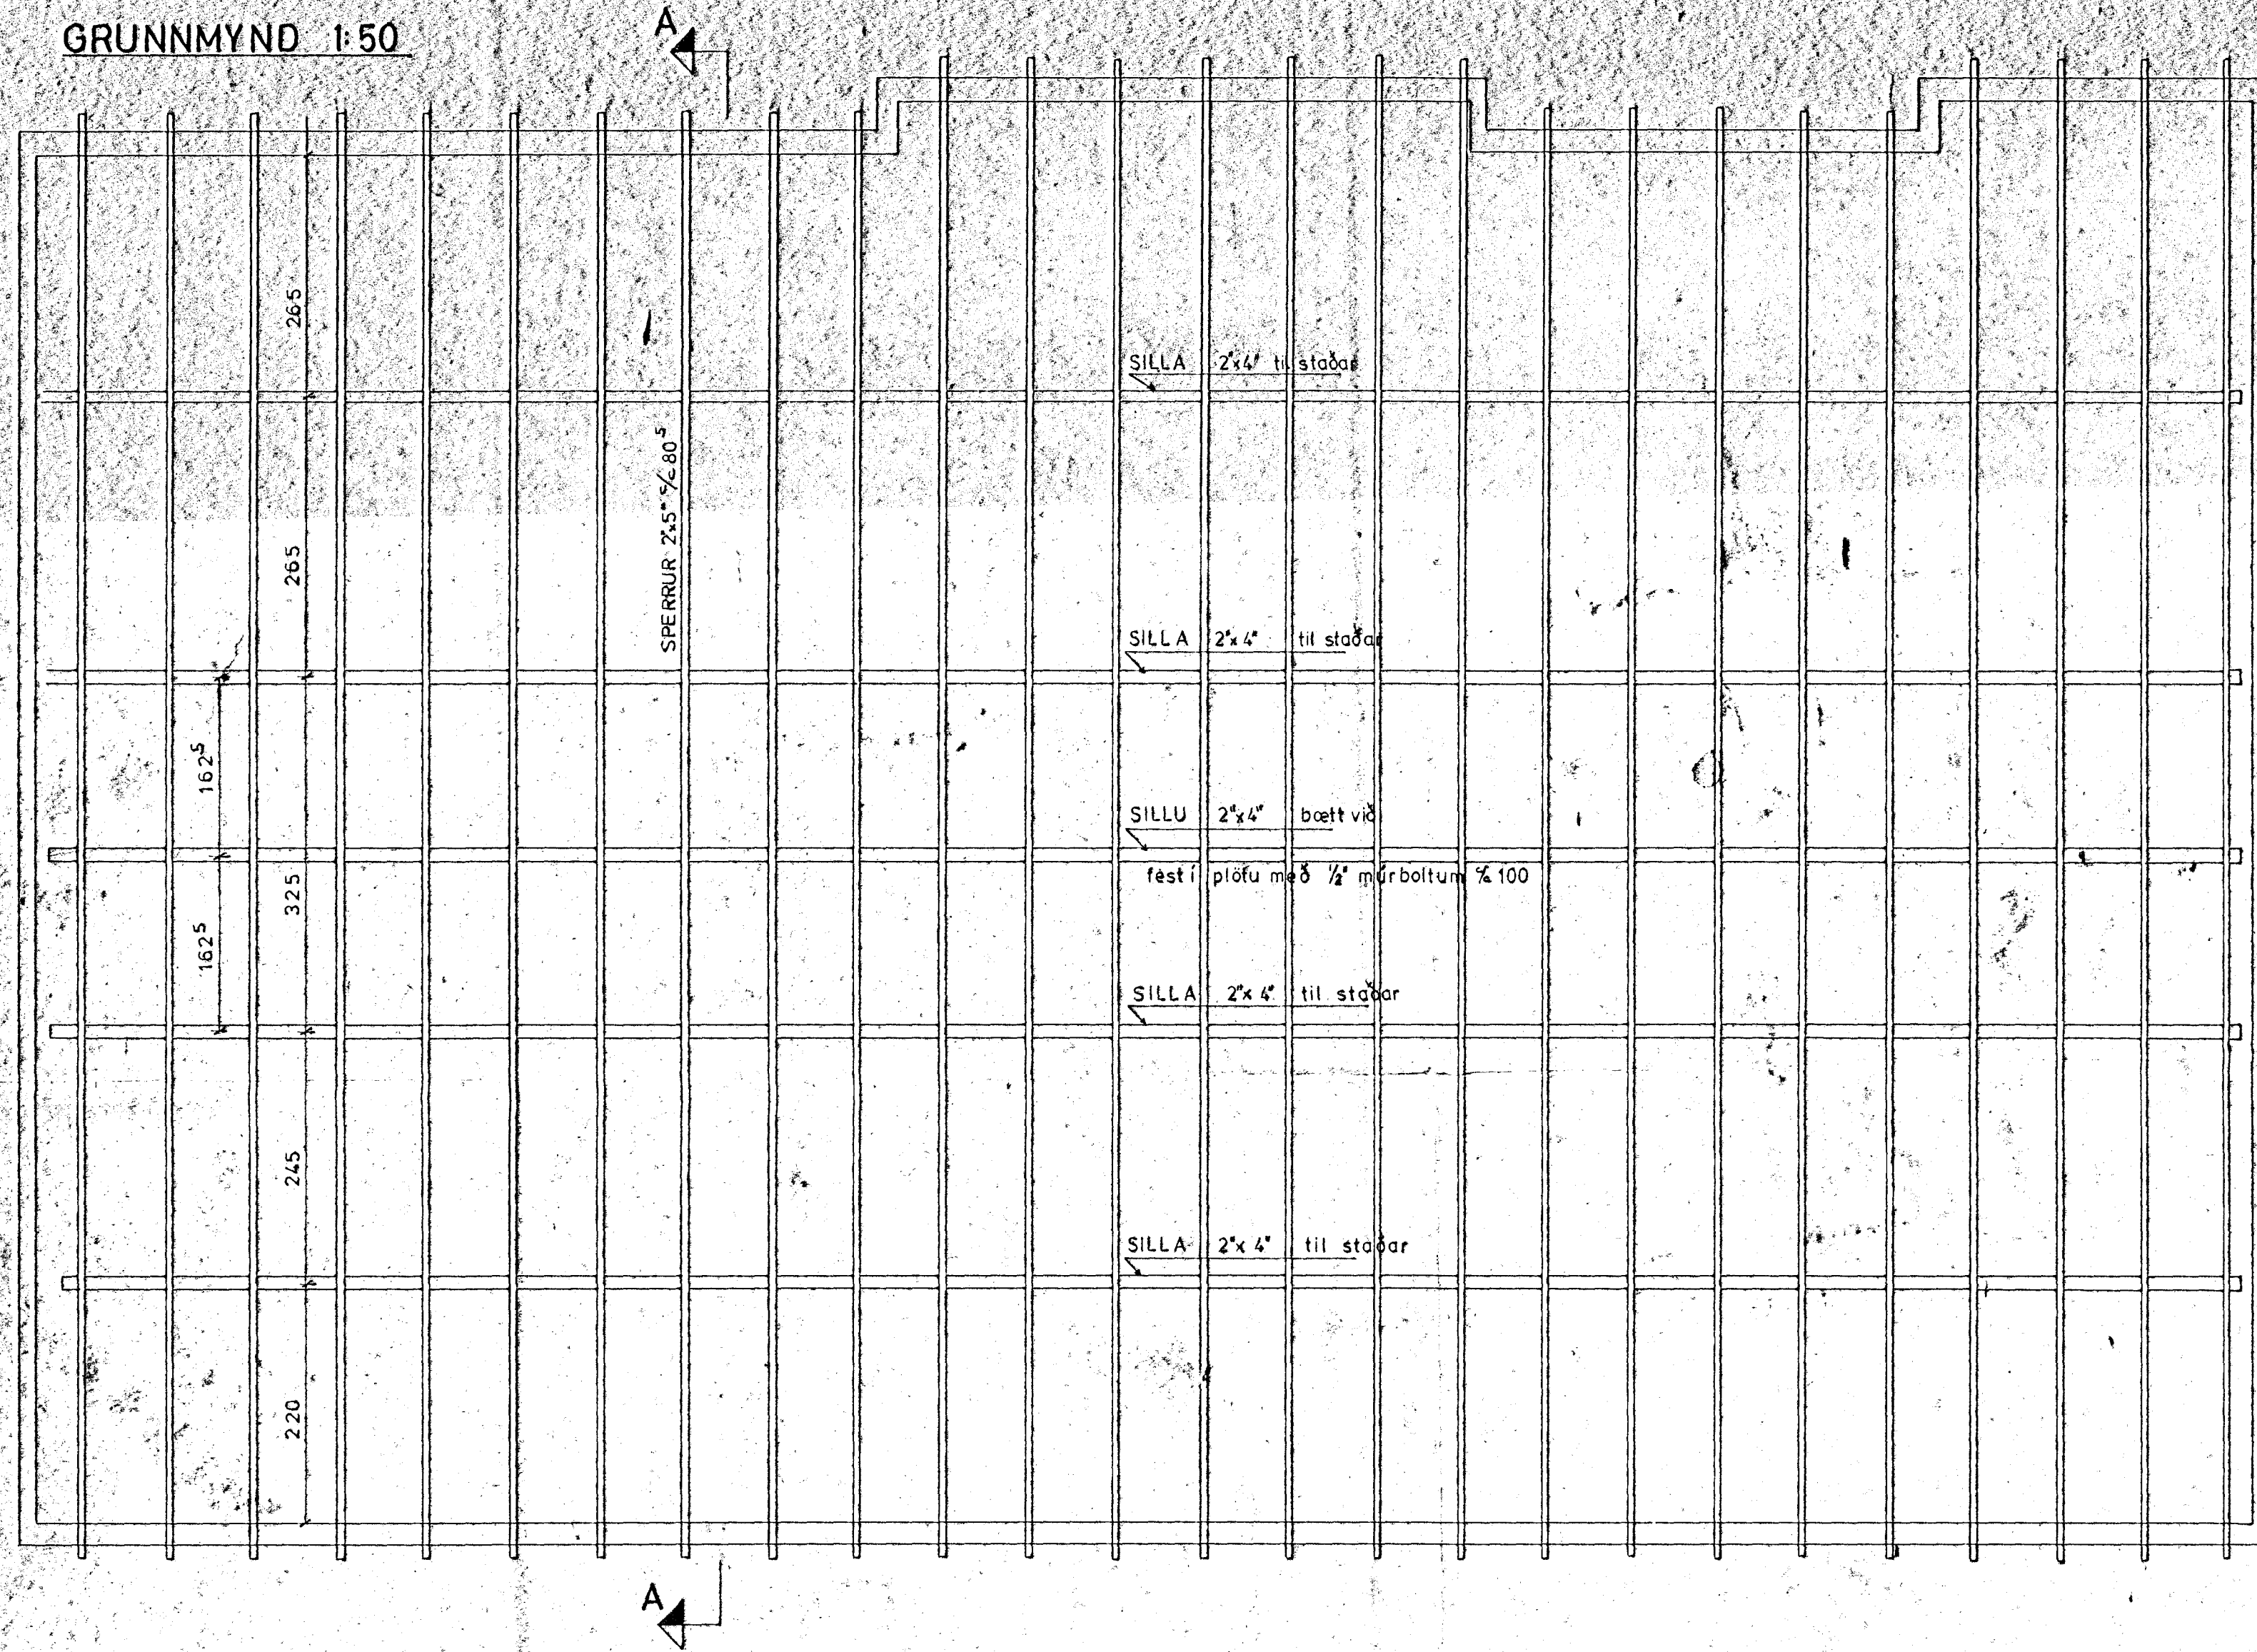 GRUNNMYND 1:50
A
265
SILLA 2"x4" til staðar
SPERRUR 2"x5" c/c 80⁵
265
SILLA 2"x4" til staðar
162⁵
SILLU 2"x4" bætt við
fest í plötu með ½" múrboltum c/c 100
325
162⁵
SILLA 2"x4" til staðar
245
SILLA 2"x4" til staðar
220
A